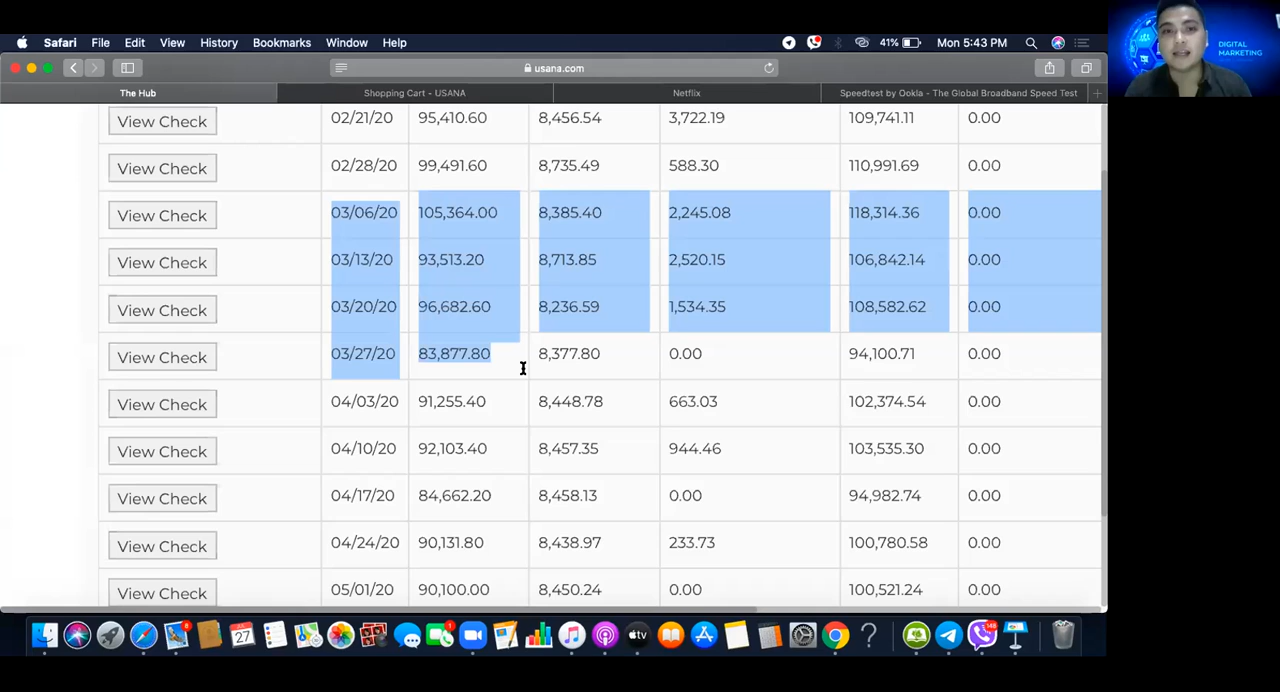 Safari File Edit View History Bookmarks Window Help 41% Mon 5:43 PM
DIGITAL
MARKETING
usana.com
The Hub Shopping Cart - USANA Netflix Speedtest by Ookla - The Global Broadband Speed Test
View Check 02/21/20 95,410.60 8,456.54 3,722.19 109,741.11 0.00
View Check 02/28/20 99,491.60 8,735.49 588.30 110,991.69 0.00
View Check 03/06/20 105,364.00 8,385.40 2,245.08 118,314.36 0.00
View Check 03/13/20 93,513.20 8,713.85 2,520.15 106,842.14 0.00
View Check 03/20/20 96,682.60 8,236.59 1,534.35 108,582.62 0.00
View Check 03/27/20 83,877.80 8,377.80 0.00 94,100.71 0.00
View Check 04/03/20 91,255.40 8,448.78 663.03 102,374.54 0.00
View Check 04/10/20 92,103.40 8,457.35 944.46 103,535.30 0.00
View Check 04/17/20 84,662.20 8,458.13 0.00 94,982.74 0.00
View Check 04/24/20 90,131.80 8,438.97 233.73 100,780.58 0.00
View Check 05/01/20 90,100.00 8,450.24 0.00 100,521.24 0.00
27
tv